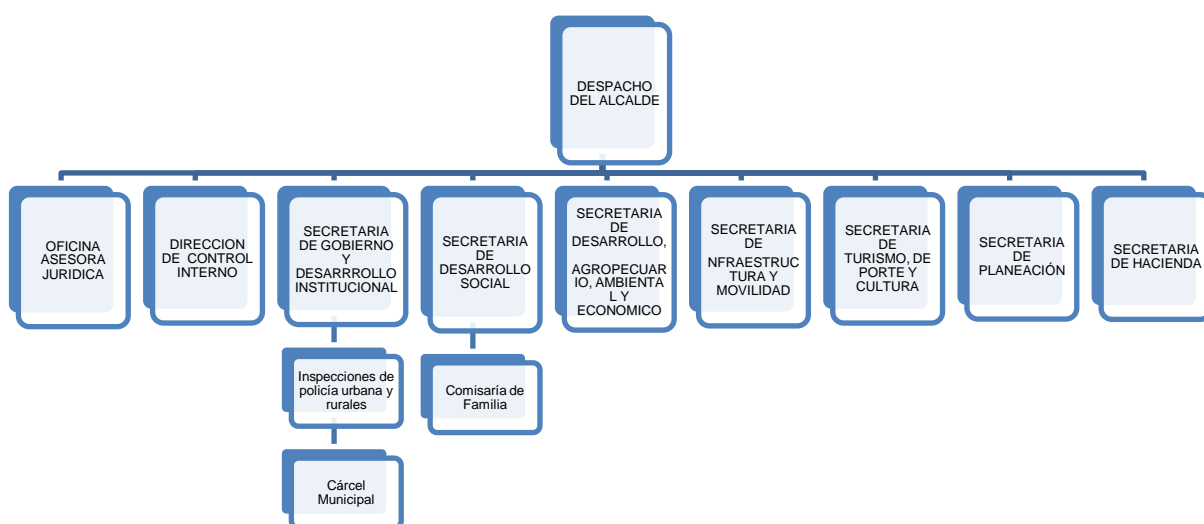 DESPACHO
DEL ALCALDE
OFICINA
ASESORA
JURIDICA
DIRECCION
DE CONTROL
INTERNO
SECRETARIA
DE GOBIERNO
Y
DESARRROLLO
INSTITUCIONAL
SECRETARIA
DE
DESARROLLO
SOCIAL
SECRETARIA
DE
DESARROLLO,
AGROPECUAR
IO, AMBIENTA
L Y
ECONOMICO
SECRETARIA
DE
NFRAESTRUC
TURA Y
MOVILIDAD
SECRETARIA
DE
TURISMO, DE
PORTE Y
CULTURA
SECRETARIA
DE PLANEACIÓN
SECRETARIA
DE HACIENDA
Inspecciones de
policía urbana y
rurales
Comisaría de
Familia
Cárcel
Municipal